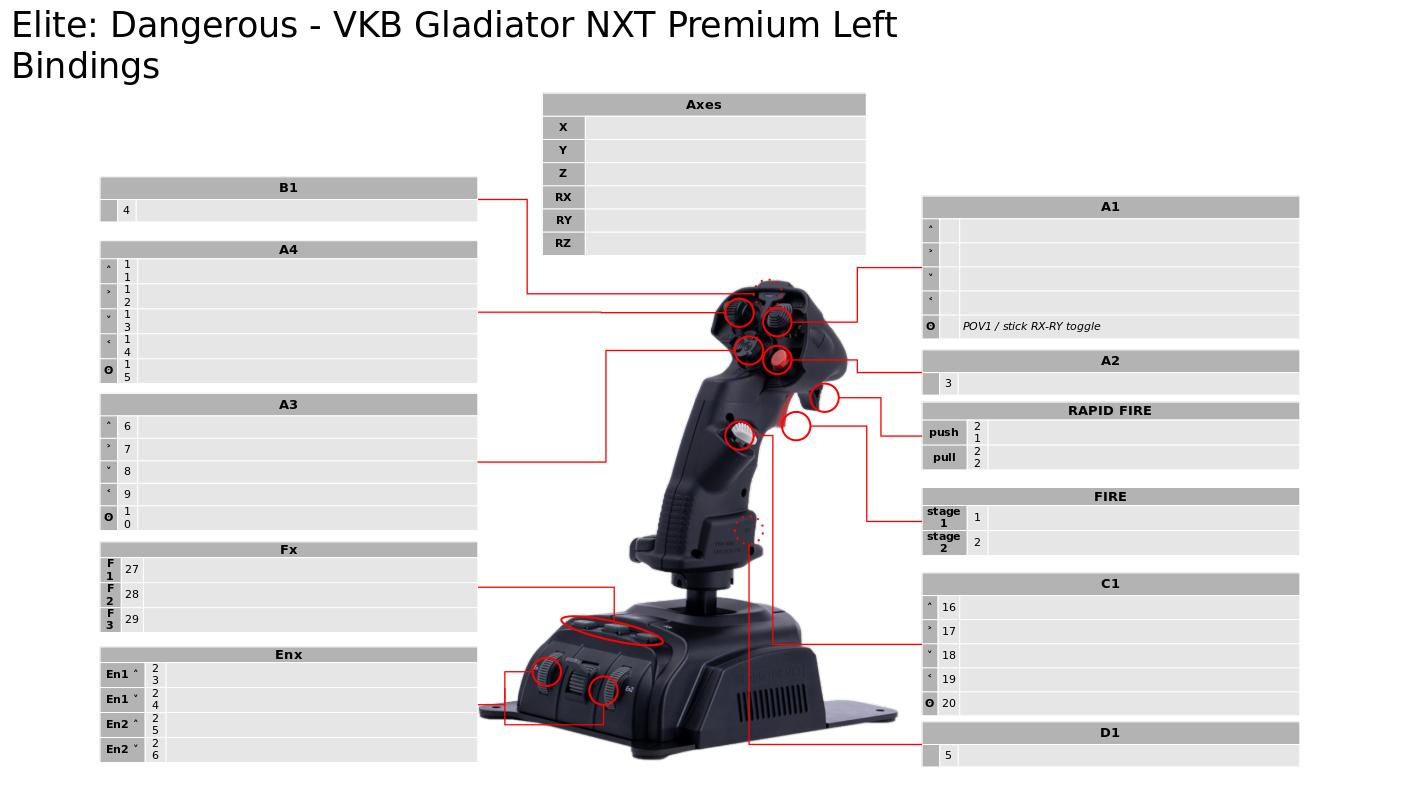 Elite: Dangerous - VKB Gladiator NXT Premium Left
Bindings
Axes
X
Y
Z
RX
RY
RZ
B1
4
A4
˄ 11
˃ 12
˅ 13
˂ 14
ʘ 15
A3
˄ 6
˃ 7
˅ 8
˂ 9
ʘ 10
Fx
F1 27
F2 28
F3 29
Enx
En1 ˄ 23
En1 ˅ 24
En2 ˄ 25
En2 ˅ 26
A1
˄
˃
˅
˂
ʘ POV1 / stick RX-RY toggle
A2
3
RAPID FIRE
push 21
pull 22
FIRE
stage 1 1
stage 2 2
C1
˄ 16
˃ 17
˅ 18
˂ 19
ʘ 20
D1
5